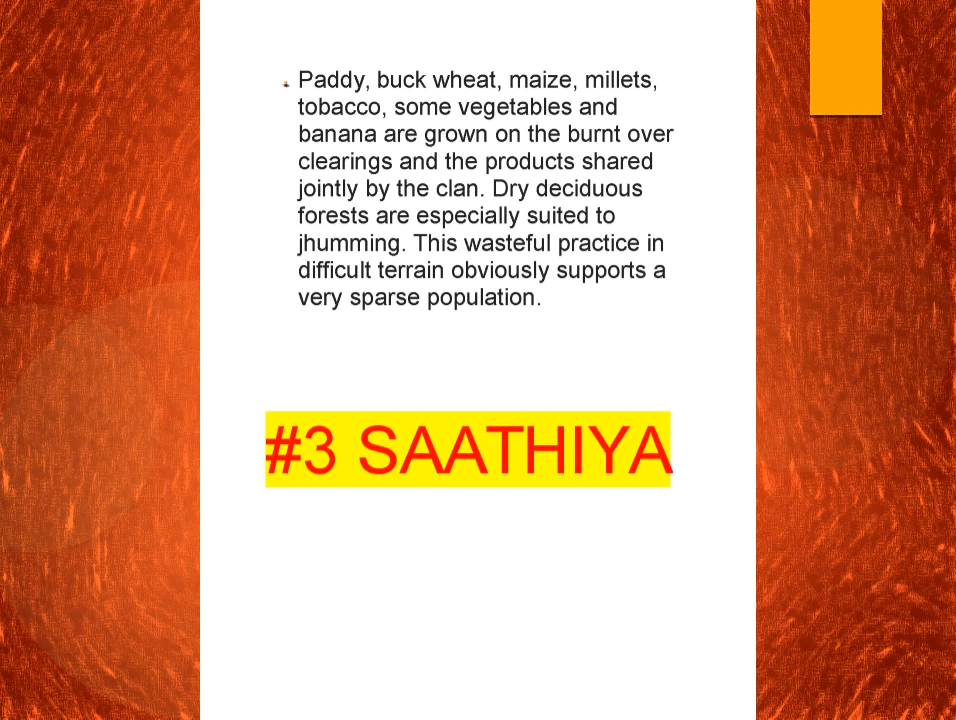 Paddy, buck wheat, maize, millets,
tobacco, some vegetables and
banana are grown on the burnt over
clearings and the products shared
jointly by the clan. Dry deciduous
forests are especially suited to
jhumming. This wasteful practice in
difficult terrain obviously supports a
very sparse population.
#3 SAATHIYA